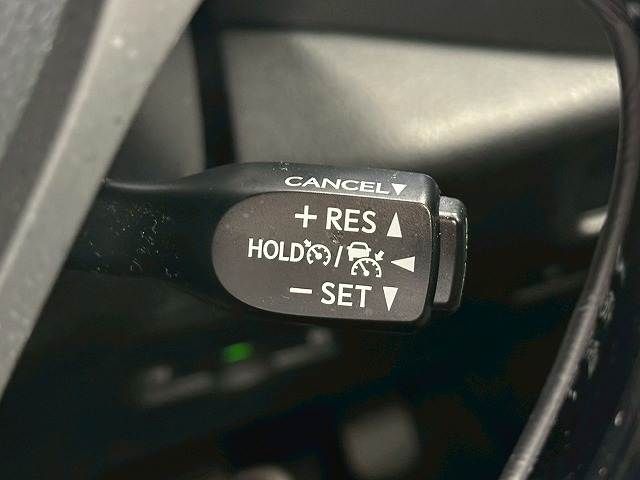 CANCEL▼
+ RES ▲
HOLD / ◀
− SET ▼